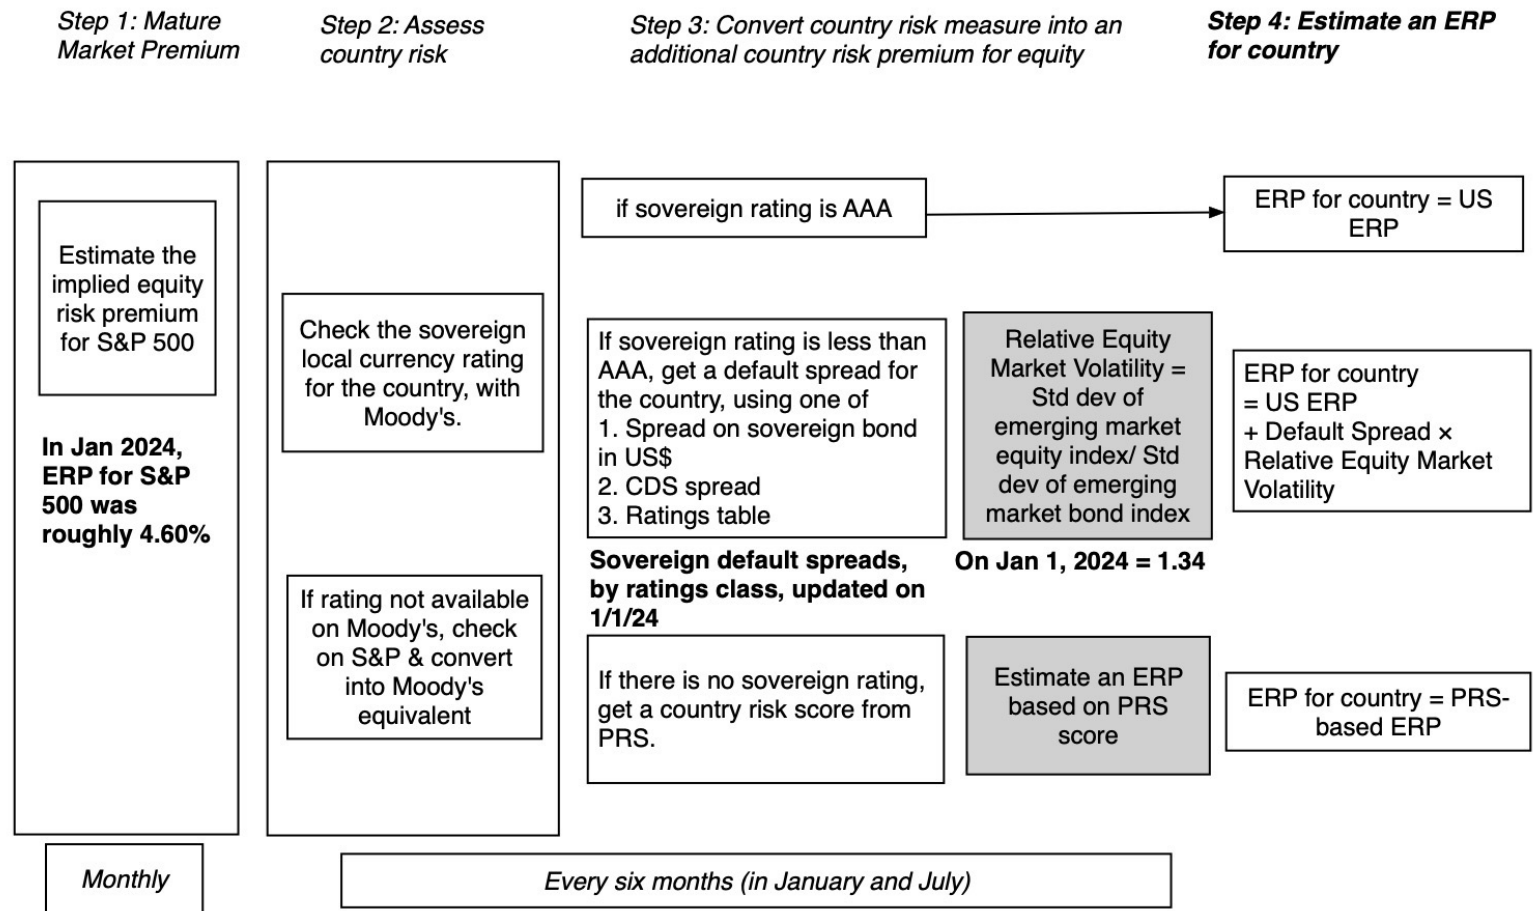 Step 1: Mature
Market Premium
Step 2: Assess
country risk
Step 3: Convert country risk measure into an
additional country risk premium for equity
Step 4: Estimate an ERP
for country
Estimate the
implied equity
risk premium
for S&P 500
In Jan 2024,
ERP for S&P
500 was
roughly 4.60%
Check the sovereign
local currency rating
for the country, with
Moody's.
If rating not available
on Moody's, check
on S&P & convert
into Moody's
equivalent
if sovereign rating is AAA
ERP for country = US
ERP
If sovereign rating is less than
AAA, get a default spread for
the country, using one of
1. Spread on sovereign bond
in US$
2. CDS spread
3. Ratings table
Sovereign default spreads,
by ratings class, updated on
1/1/24
Relative Equity
Market Volatility =
Std dev of
emerging market
equity index/ Std
dev of emerging
market bond index
On Jan 1, 2024 = 1.34
ERP for country
= US ERP
+ Default Spread ×
Relative Equity Market
Volatility
If there is no sovereign rating,
get a country risk score from
PRS.
Estimate an ERP
based on PRS
score
ERP for country = PRS-
based ERP
Monthly
Every six months (in January and July)